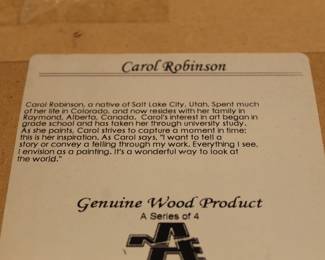 Carol Robinson
Carol Robinson, a native of Salt Lake City, Utah. Spent much
of her life in Colorado, and now resides with her family in
Raymond, Alberta, Canada. Carol's interest in art began in
grade school and has taken her through university study.
As she paints, Carol strives to capture a moment in time;
this is her inspiration. As Carol says, "I want to tell a
story or convey a felling through my work. Everything I see,
I envision as a painting. It's a wonderful way to look at
the world."
Genuine Wood Product
A Series of 4